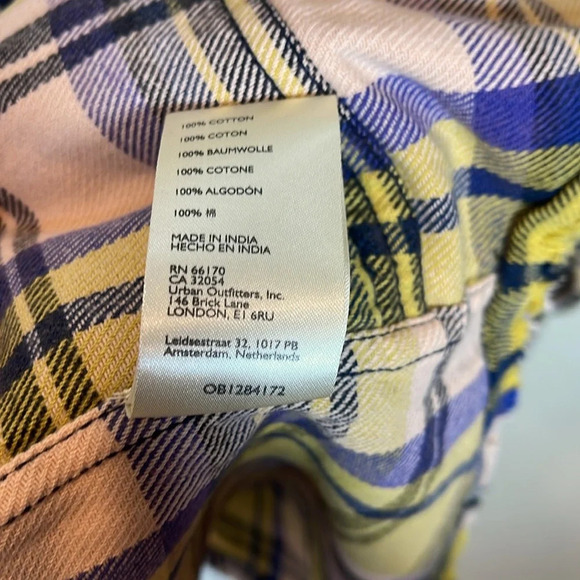 100% COTTON
100% COTON
100% BAUMWOLLE
100% COTONE
100% ALGODÓN
100% 棉
MADE IN INDIA
HECHO EN INDIA
RN 66170
CA 32054
Urban Outfitters, Inc.
146 Brick Lane
LONDON, E1 6RU
Leidsestraat 32, 1017 PB
Amsterdam, Netherlands
OB1284172